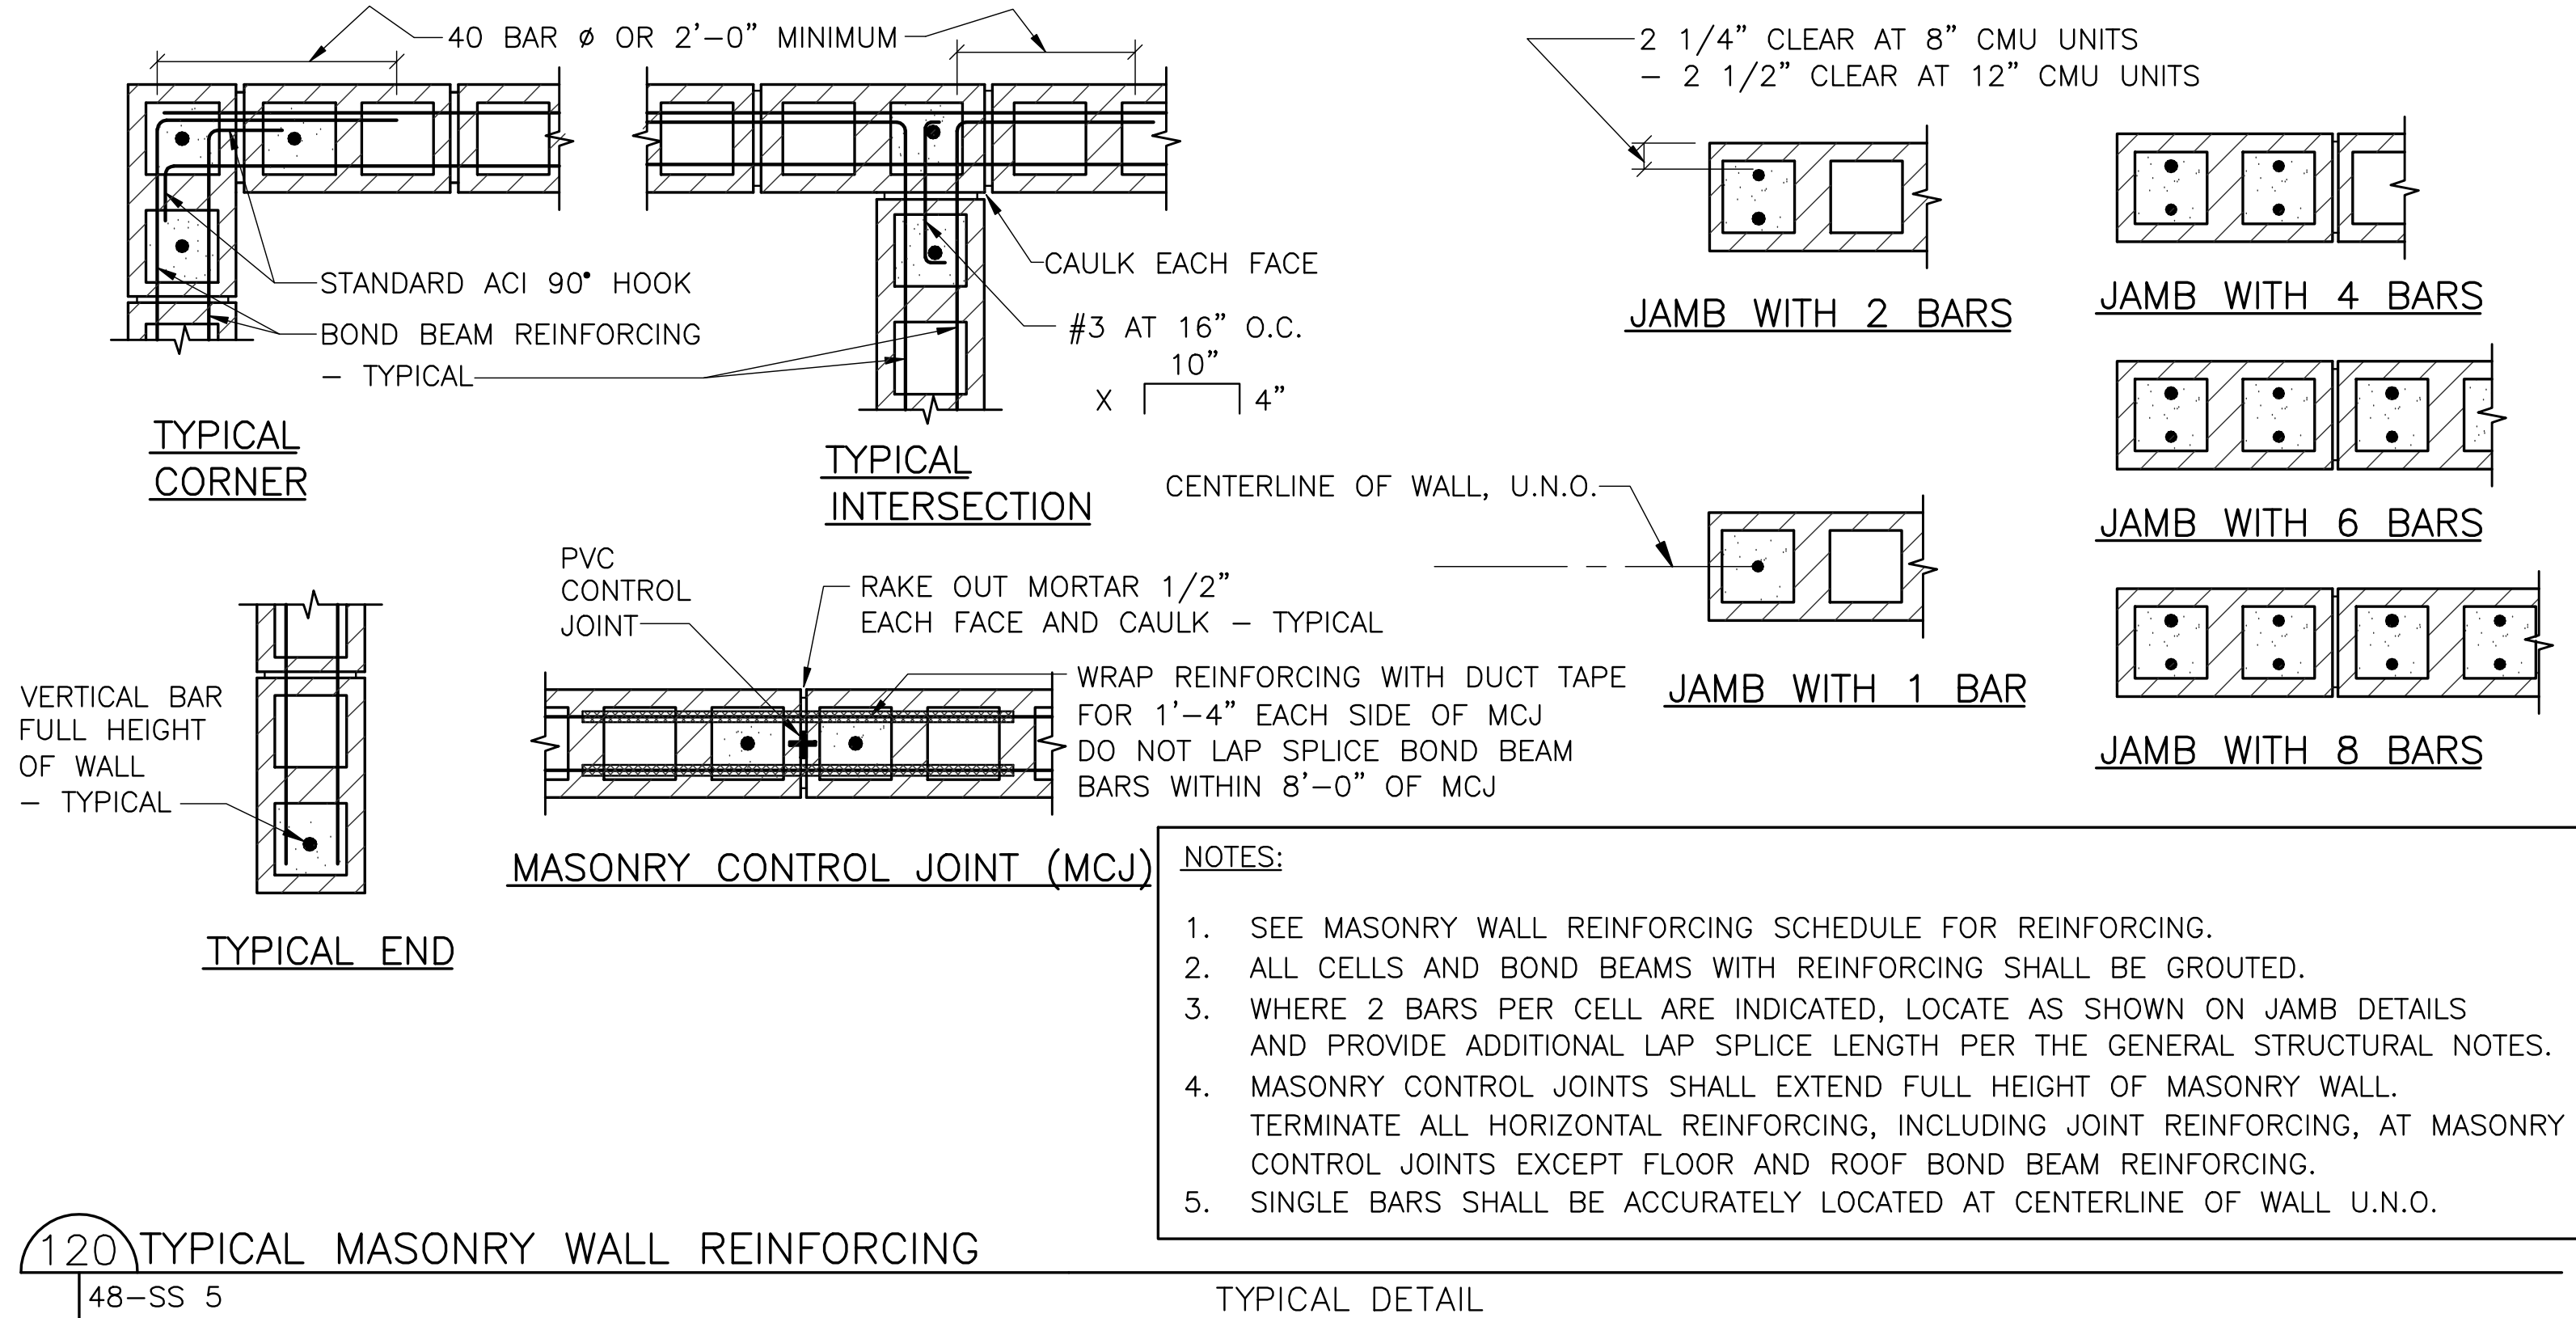 40 BAR ø OR 2'-0" MINIMUM
STANDARD ACI 90° HOOK
BOND BEAM REINFORCING
- TYPICAL
TYPICAL
CORNER
CAULK EACH FACE
#3 AT 16" O.C.
10"
X
4"
TYPICAL
INTERSECTION
2 1/4" CLEAR AT 8" CMU UNITS
- 2 1/2" CLEAR AT 12" CMU UNITS
JAMB WITH 2 BARS
JAMB WITH 4 BARS
CENTERLINE OF WALL, U.N.O.
JAMB WITH 6 BARS
JAMB WITH 1 BAR
JAMB WITH 8 BARS
VERTICAL BAR
FULL HEIGHT
OF WALL
- TYPICAL
TYPICAL END
PVC
CONTROL
JOINT
RAKE OUT MORTAR 1/2"
EACH FACE AND CAULK - TYPICAL
WRAP REINFORCING WITH DUCT TAPE
FOR 1'-4" EACH SIDE OF MCJ
DO NOT LAP SPLICE BOND BEAM
BARS WITHIN 8'-0" OF MCJ
MASONRY CONTROL JOINT (MCJ)
NOTES:
1. SEE MASONRY WALL REINFORCING SCHEDULE FOR REINFORCING.
2. ALL CELLS AND BOND BEAMS WITH REINFORCING SHALL BE GROUTED.
3. WHERE 2 BARS PER CELL ARE INDICATED, LOCATE AS SHOWN ON JAMB DETAILS
AND PROVIDE ADDITIONAL LAP SPLICE LENGTH PER THE GENERAL STRUCTURAL NOTES.
4. MASONRY CONTROL JOINTS SHALL EXTEND FULL HEIGHT OF MASONRY WALL.
TERMINATE ALL HORIZONTAL REINFORCING, INCLUDING JOINT REINFORCING, AT MASONRY
CONTROL JOINTS EXCEPT FLOOR AND ROOF BOND BEAM REINFORCING.
5. SINGLE BARS SHALL BE ACCURATELY LOCATED AT CENTERLINE OF WALL U.N.O.
120 TYPICAL MASONRY WALL REINFORCING
48-SS 5
TYPICAL DETAIL